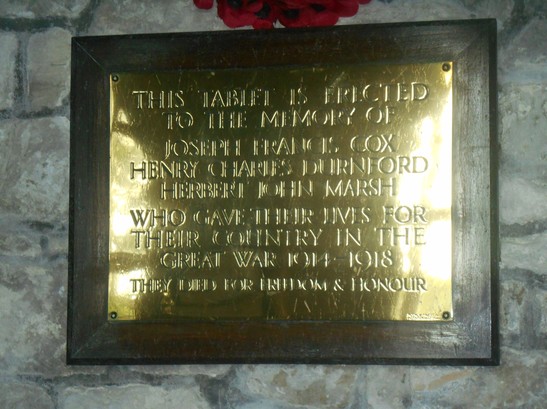 THIS TABLET IS ERECTED
TO THE MEMORY OF
JOSEPH FRANCIS COX
HENRY CHARLES DURNFORD
HERBERT JOHN MARSH
WHO GAVE THEIR LIVES FOR
THEIR COUNTRY IN THE
GREAT WAR 1914-1918
THEY DIED FOR FREEDOM & HONOUR